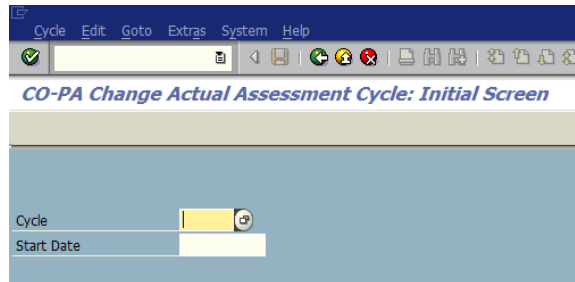 Cycle Edit Goto Extras System Help
CO-PA Change Actual Assessment Cycle: Initial Screen
Cycle
Start Date